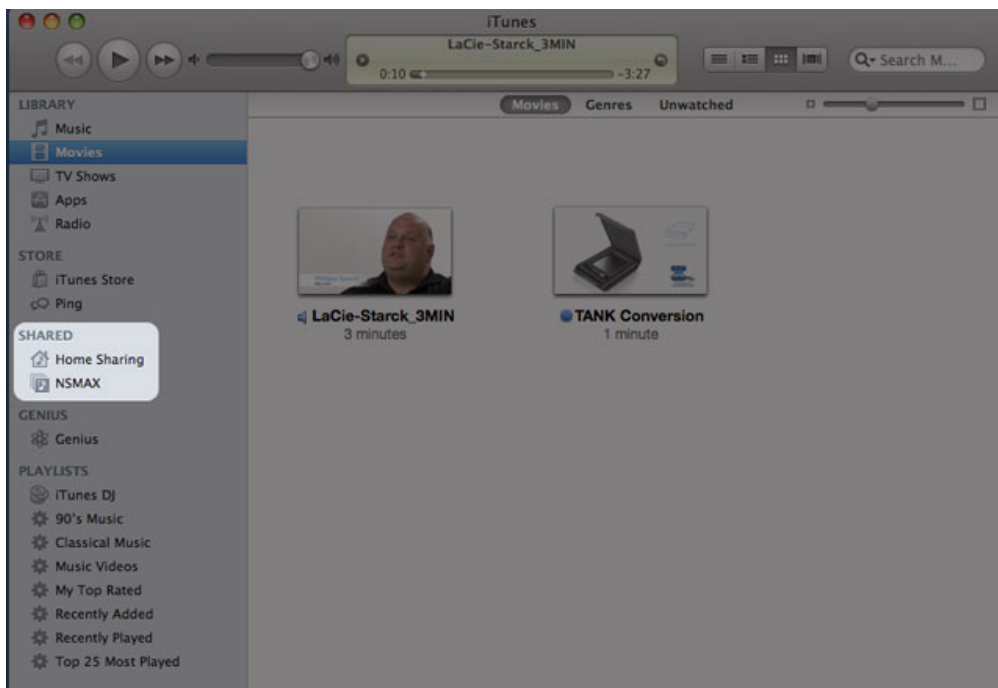 iTunes
LaCie-Starck_3MIN
0:10 -3:27
Search M...
LIBRARY
Music
Movies
TV Shows
Apps
Radio
STORE
iTunes Store
Ping
SHARED
Home Sharing
NSMAX
GENIUS
Genius
PLAYLISTS
iTunes DJ
90's Music
Classical Music
Music Videos
My Top Rated
Recently Added
Recently Played
Top 25 Most Played
Movies Genres Unwatched
LaCie-Starck_3MIN
3 minutes
TANK Conversion
1 minute